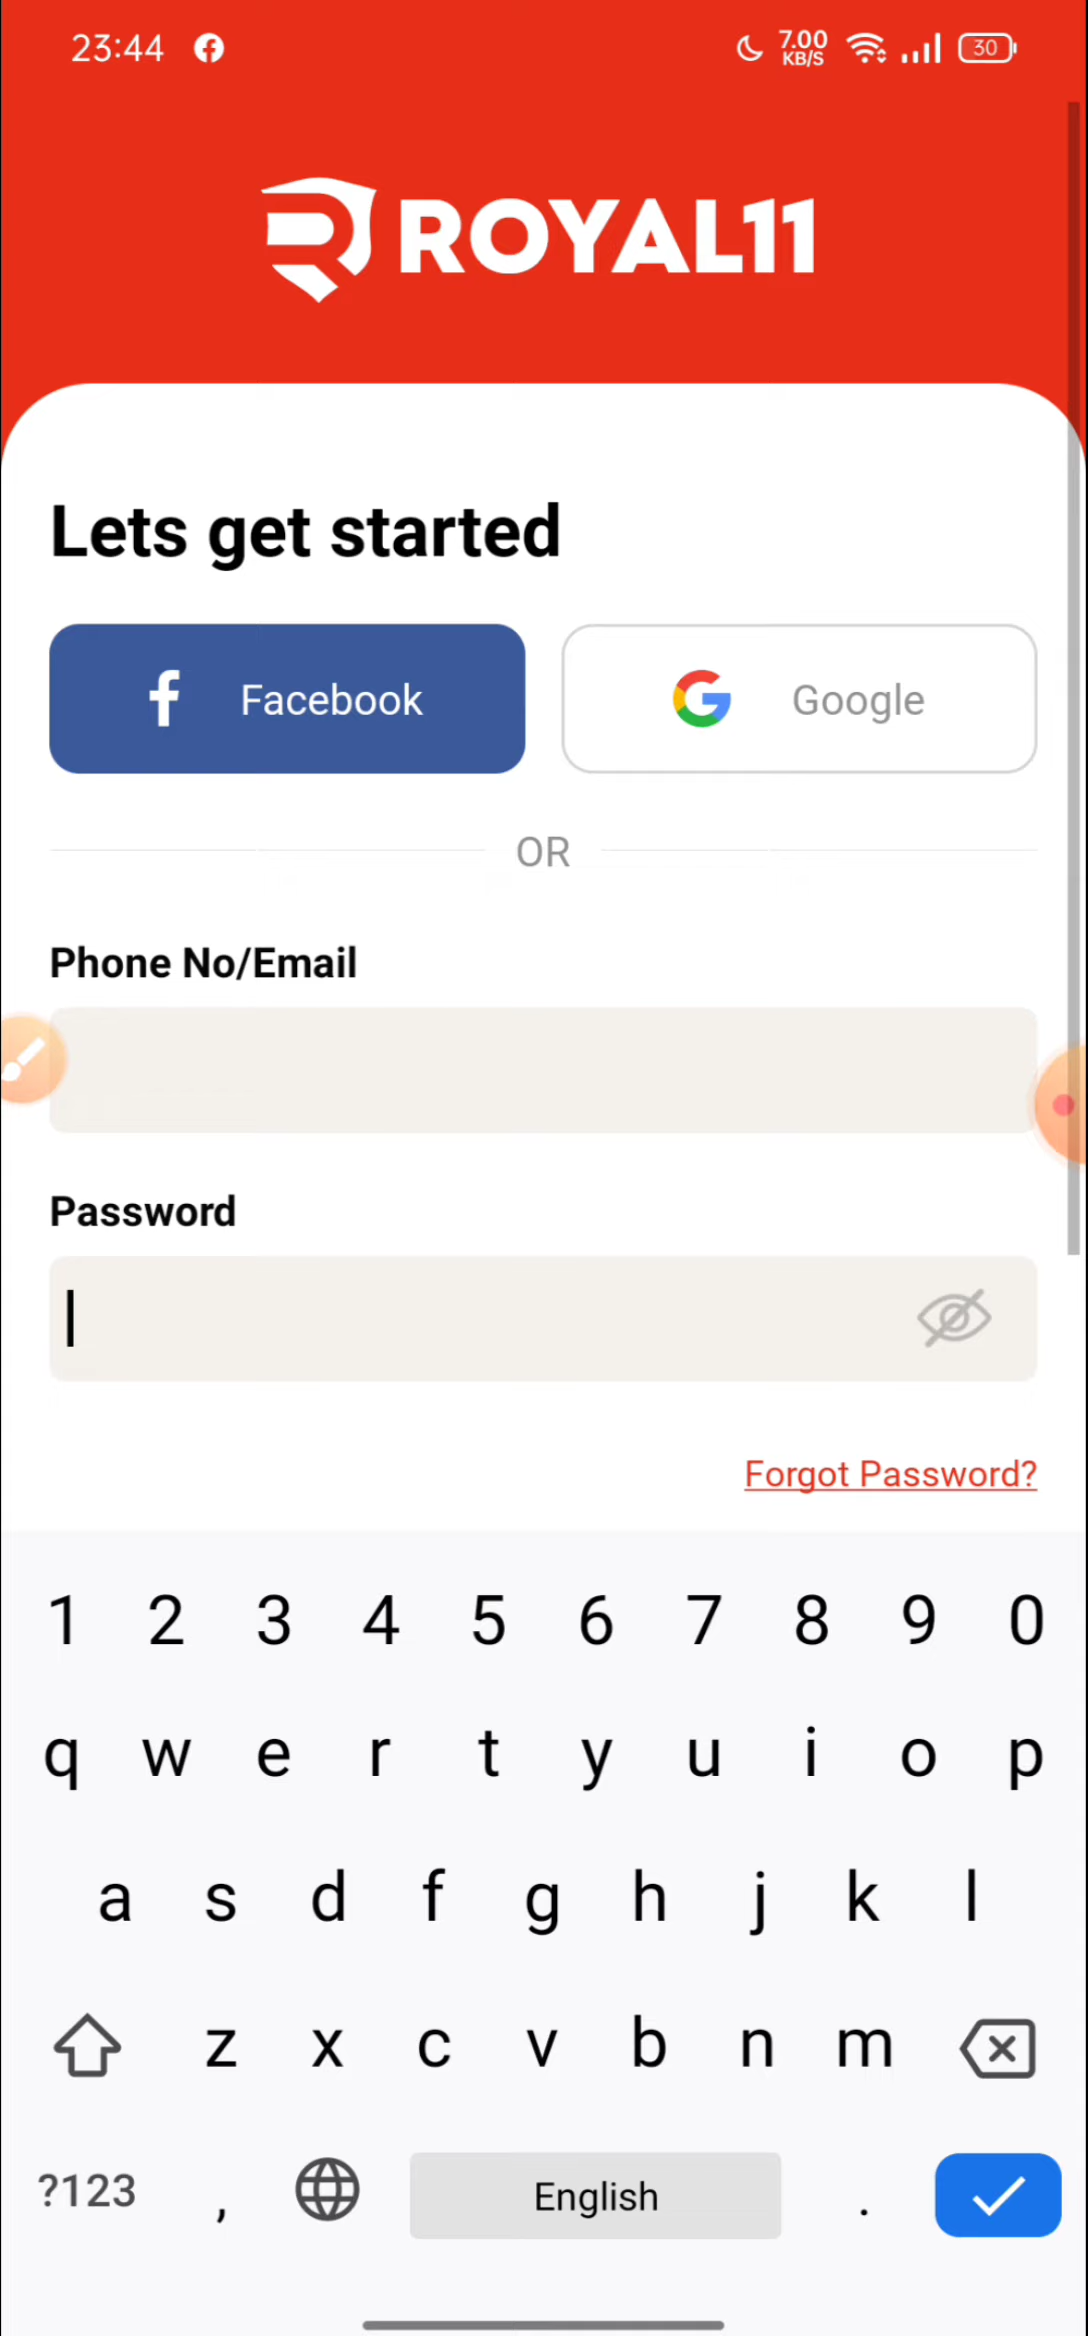 23:44 7.00 KB/S 30
ROYAL11
Lets get started
Facebook Google
OR
Phone No/Email
Password
Forgot Password?
1 2 3 4 5 6 7 8 9 0
q w e r t y u i o p
a s d f g h j k l
z x c v b n m
?123 , English .